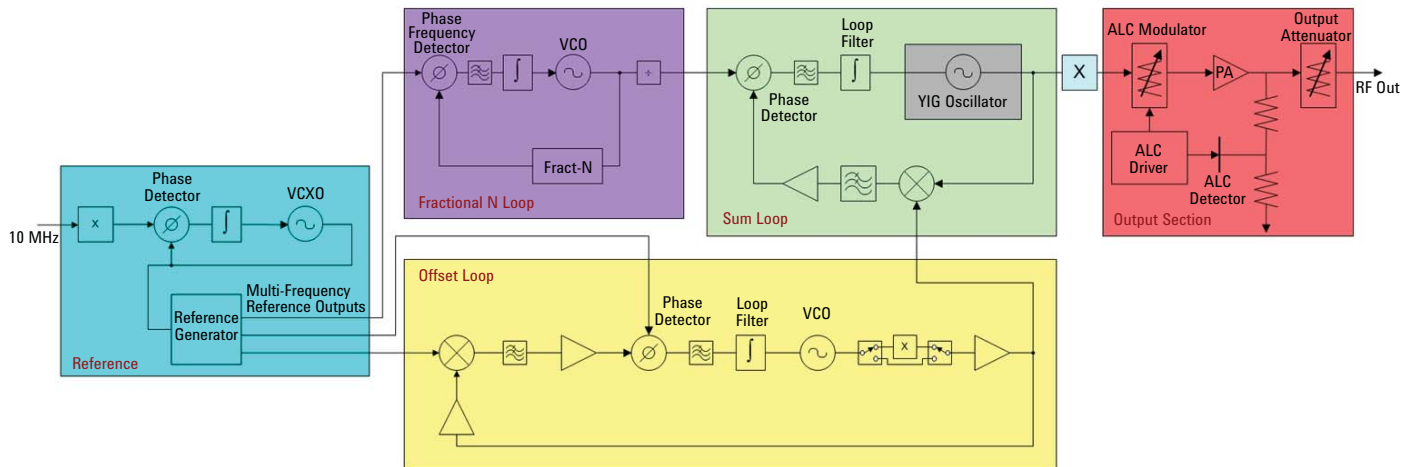 Phase
Frequency
Detector
VCO
÷
Fract-N
Fractional N Loop
Loop
Filter
ʃ
Phase
Detector
YIG Oscillator
Sum Loop
X
ALC Modulator
Output
Attenuator
PA
RF Out
ALC
Driver
ALC
Detector
Output Section
10 MHz
X
Phase
Detector
∫
VCXO
Multi-Frequency
Reference Outputs
Reference
Generator
Reference
Offset Loop
Phase
Detector
Loop
Filter
∫
VCO
X